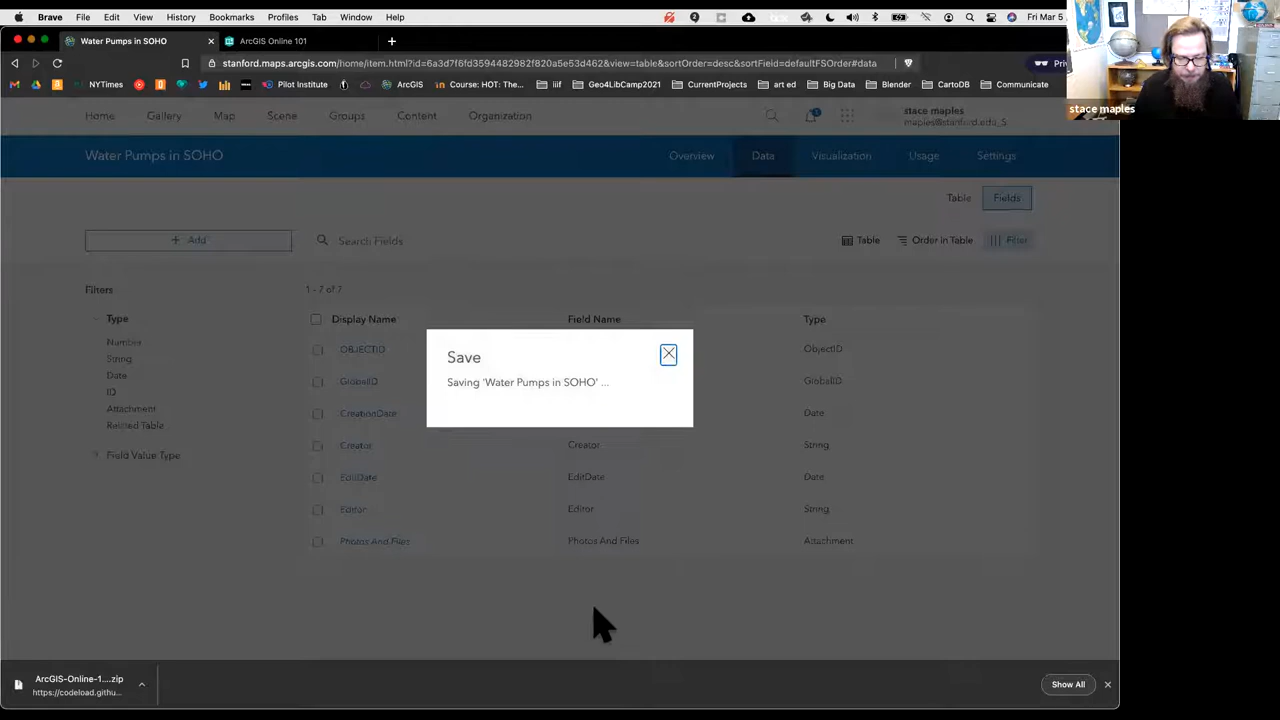 Brave File Edit View History Bookmarks Profiles Tab Window Help Fri Mar 5
Water Pumps in SOHO ArcGIS Online 101
stanford.maps.arcgis.com/home/item.html?id=6a3d7f6fd3594482982f820a5e53d462&view=table&sortOrder=desc&sortField=defaultFSOrder#data
NYTimes Pilot Institute ArcGIS Course: HOT: The... iiif Geo4LibCamp2021 CurrentProjects art ed Big Data Blender CartoDB Communicate
stace maples
Home Gallery Map Scene Groups Content Organization
stace maples
maples@stanford.edu_S
Water Pumps in SOHO Overview Data Visualization Usage Settings
Table Fields
Add Search Fields Table Order in Table Filter
Filters 1 - 7 of 7
Type Display Name Field Name Type
Number
String
Date
ID
Attachment
Related Table
Field Value Type
OBJECTID ObjectID
GlobalID GlobalID
CreationDate Date
Creator Creator String
EditDate EditDate Date
Editor Editor String
Photos And Files Photos And Files Attachment
Save
Saving 'Water Pumps in SOHO' ...
ArcGIS-Online-1....zip
https://codeload.githu...
Show All